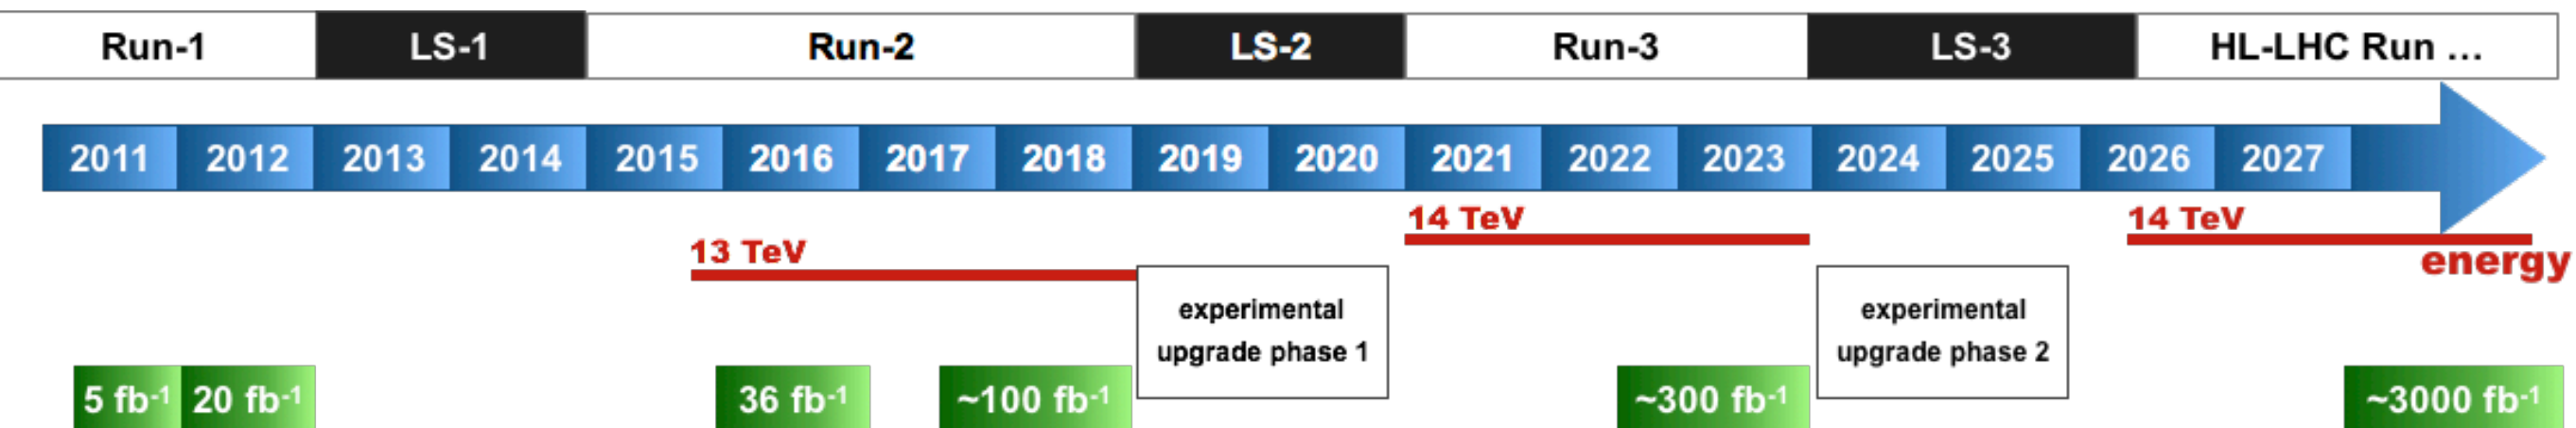 Run-1 LS-1 Run-2 LS-2 Run-3 LS-3 HL-LHC Run ...
2011 2012 2013 2014 2015 2016 2017 2018 2019 2020 2021 2022 2023 2024 2025 2026 2027
14 TeV 14 TeV
13 TeV energy
experimental experimental
upgrade phase 1 upgrade phase 2
5 fb-1 20 fb-1 36 fb-1 ~100 fb-1 ~300 fb-1 ~3000 fb-1